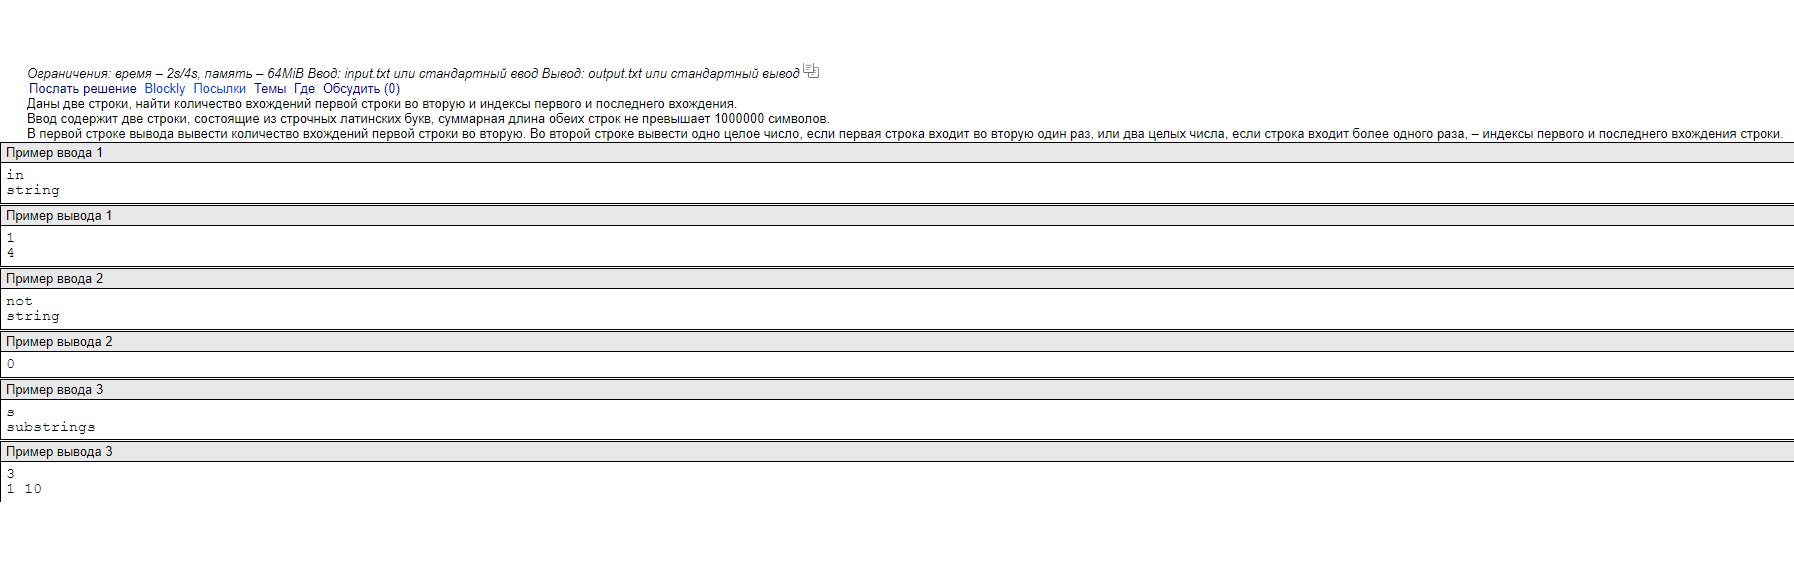 Ограничения: время – 2s/4s, память – 64MiB Ввод: input.txt или стандартный ввод Вывод: output.txt или стандартный вывод
Послать решение Blockly Посылки Темы Где Обсудить (0)
Даны две строки, найти количество вхождений первой строки во вторую и индексы первого и последнего вхождения.
Ввод содержит две строки, состоящие из строчных латинских букв, суммарная длина обеих строк не превышает 1000000 символов.
В первой строке вывода вывести количество вхождений первой строки во вторую. Во второй строке вывести одно целое число, если первая строка входит во вторую один раз, или два целых числа, если строка входит более одного раза, – индексы первого и последнего вхождения строки.
Пример ввода 1
in
string
Пример вывода 1
1
4
Пример ввода 2
not
string
Пример вывода 2
0
Пример ввода 3
s
substrings
Пример вывода 3
3
1 10